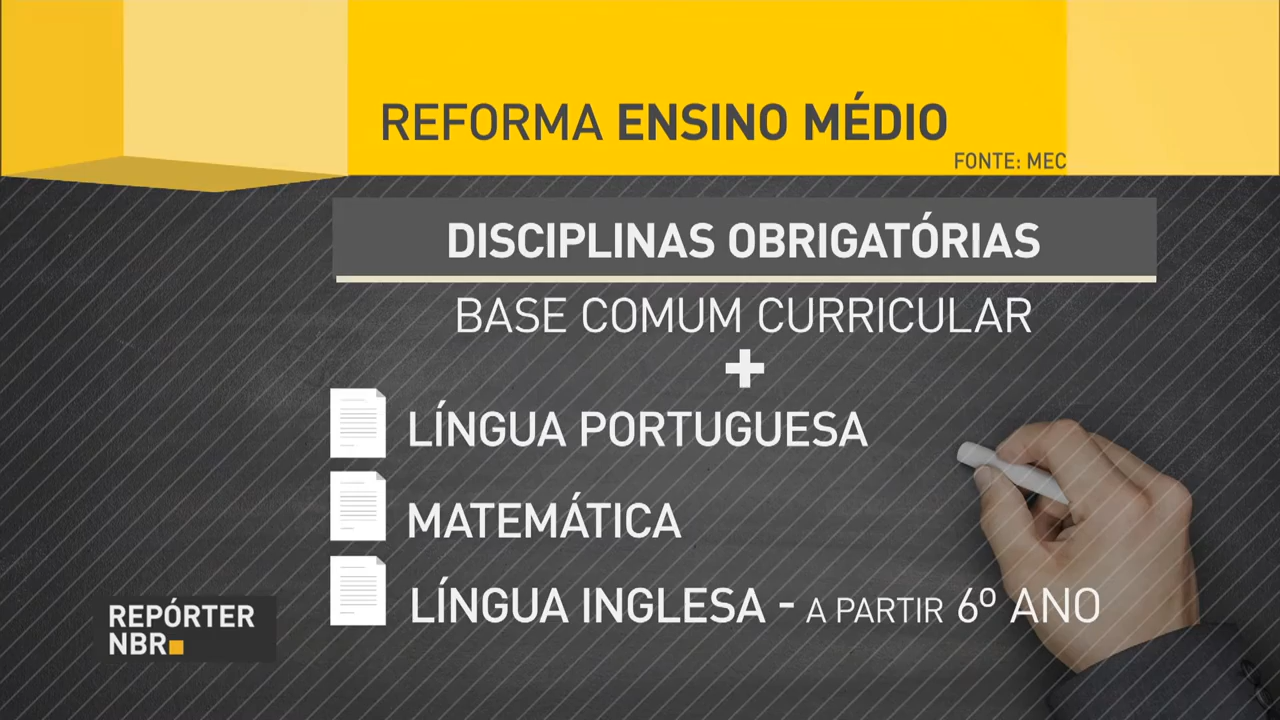 REFORMA ENSINO MÉDIO
FONTE: MEC
DISCIPLINAS OBRIGATÓRIAS
BASE COMUM CURRICULAR
+
LÍNGUA PORTUGUESA
MATEMÁTICA
LÍNGUA INGLESA - A PARTIR 6º ANO
REPÓRTER
NBR